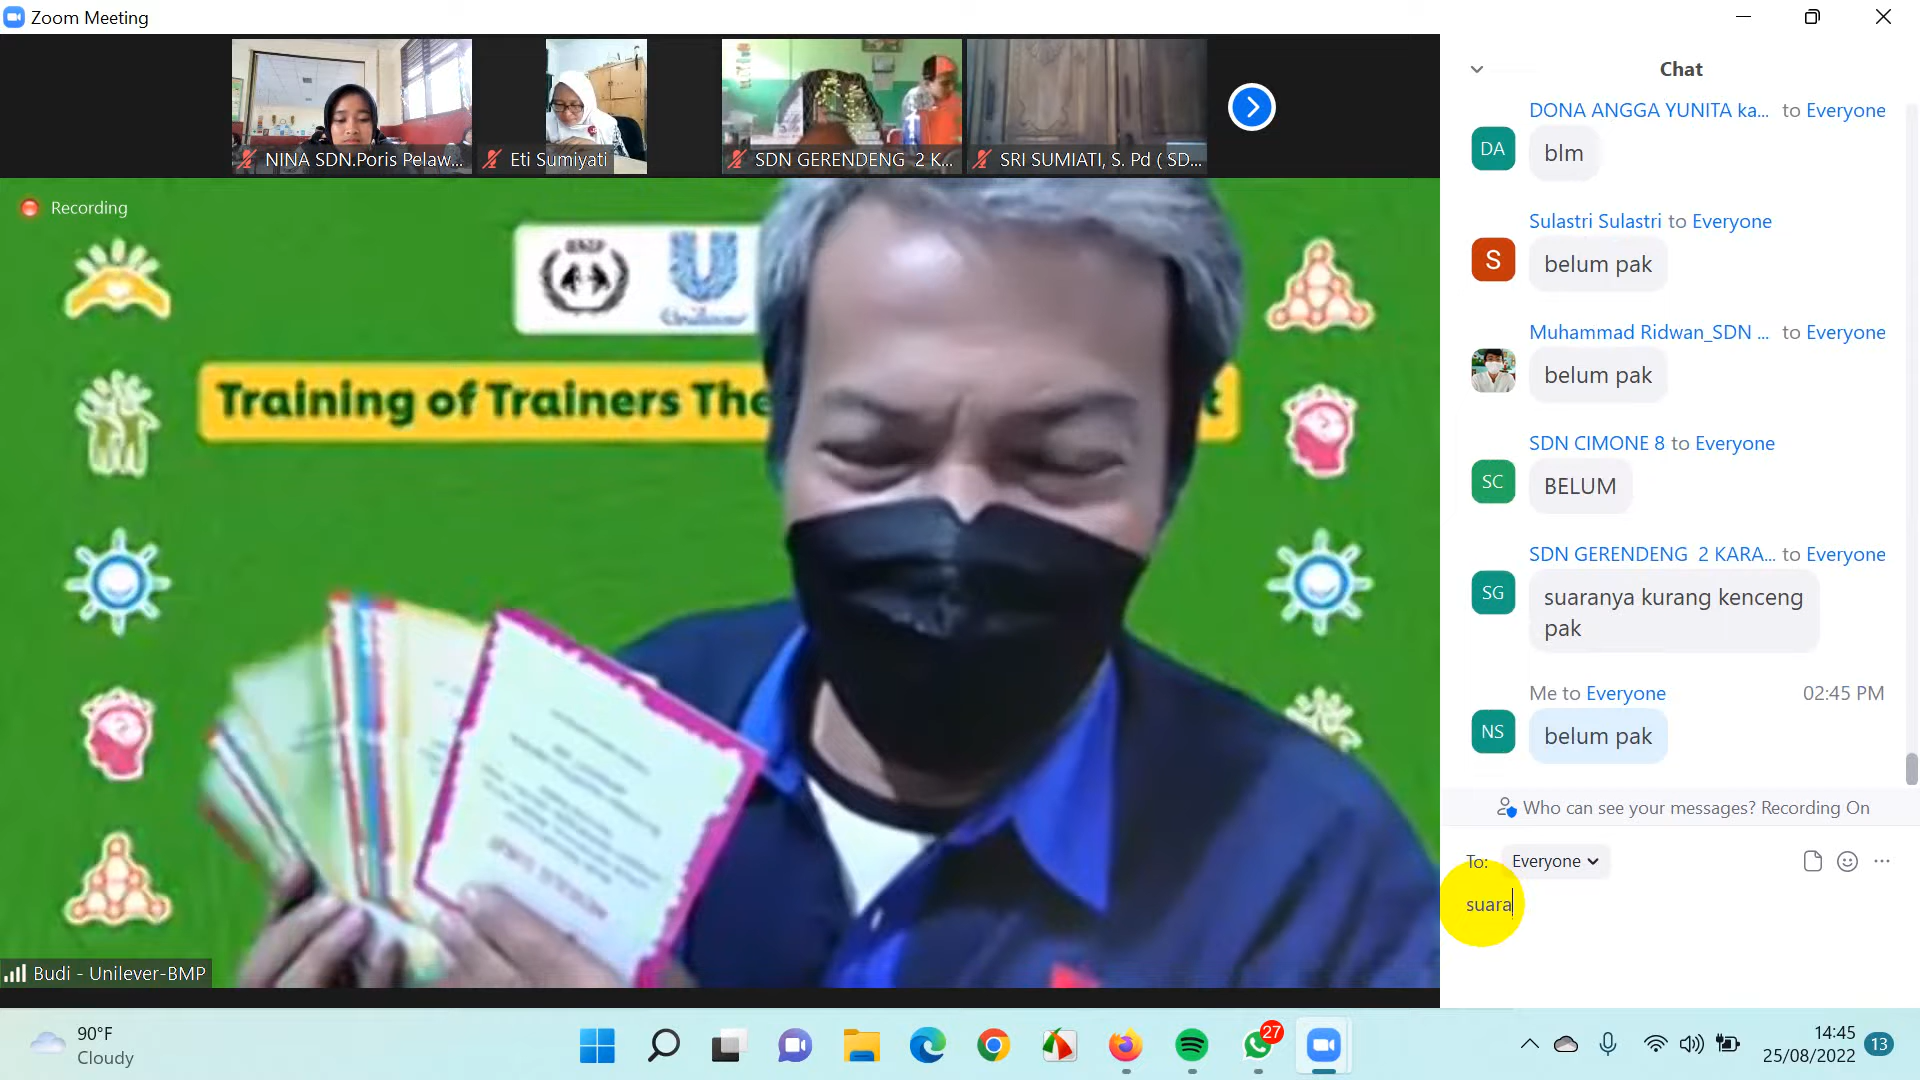 Zoom Meeting
NINA SDN.Poris Pelaw...
Eti Sumiyati
SDN GERENDENG 2 K...
SRI SUMIATI, S. Pd ( SD...
Recording
BMP
Unilever
Training of Trainers The
Budi - Unilever-BMP
Chat
DONA ANGGA YUNITA ka... to Everyone
DA
blm
Sulastri Sulastri to Everyone
S
belum pak
Muhammad Ridwan_SDN ... to Everyone
belum pak
SDN CIMONE 8 to Everyone
SC
BELUM
SDN GERENDENG 2 KARA... to Everyone
SG
suaranya kurang kenceng
pak
Me to Everyone 02:45 PM
NS
belum pak
Who can see your messages? Recording On
To: Everyone
suara
90°F
Cloudy
27
14:45
25/08/2022
13